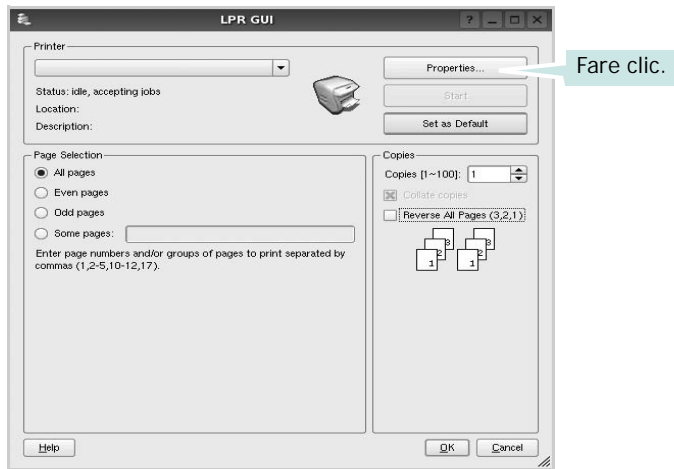 LPR GUI
Printer
Properties...
Fare clic.
Status: idle, accepting jobs
Start
Location:
Description:
Set as Default
Page Selection
Copies
All pages
Copies [1~100]: 1
Even pages
Collate copies
Odd pages
Reverse All Pages (3,2,1)
Some pages:
Enter page numbers and/or groups of pages to print separated by
commas (1,2-5,10-12,17).
3 3
2 2
1 1
Help
OK
Cancel